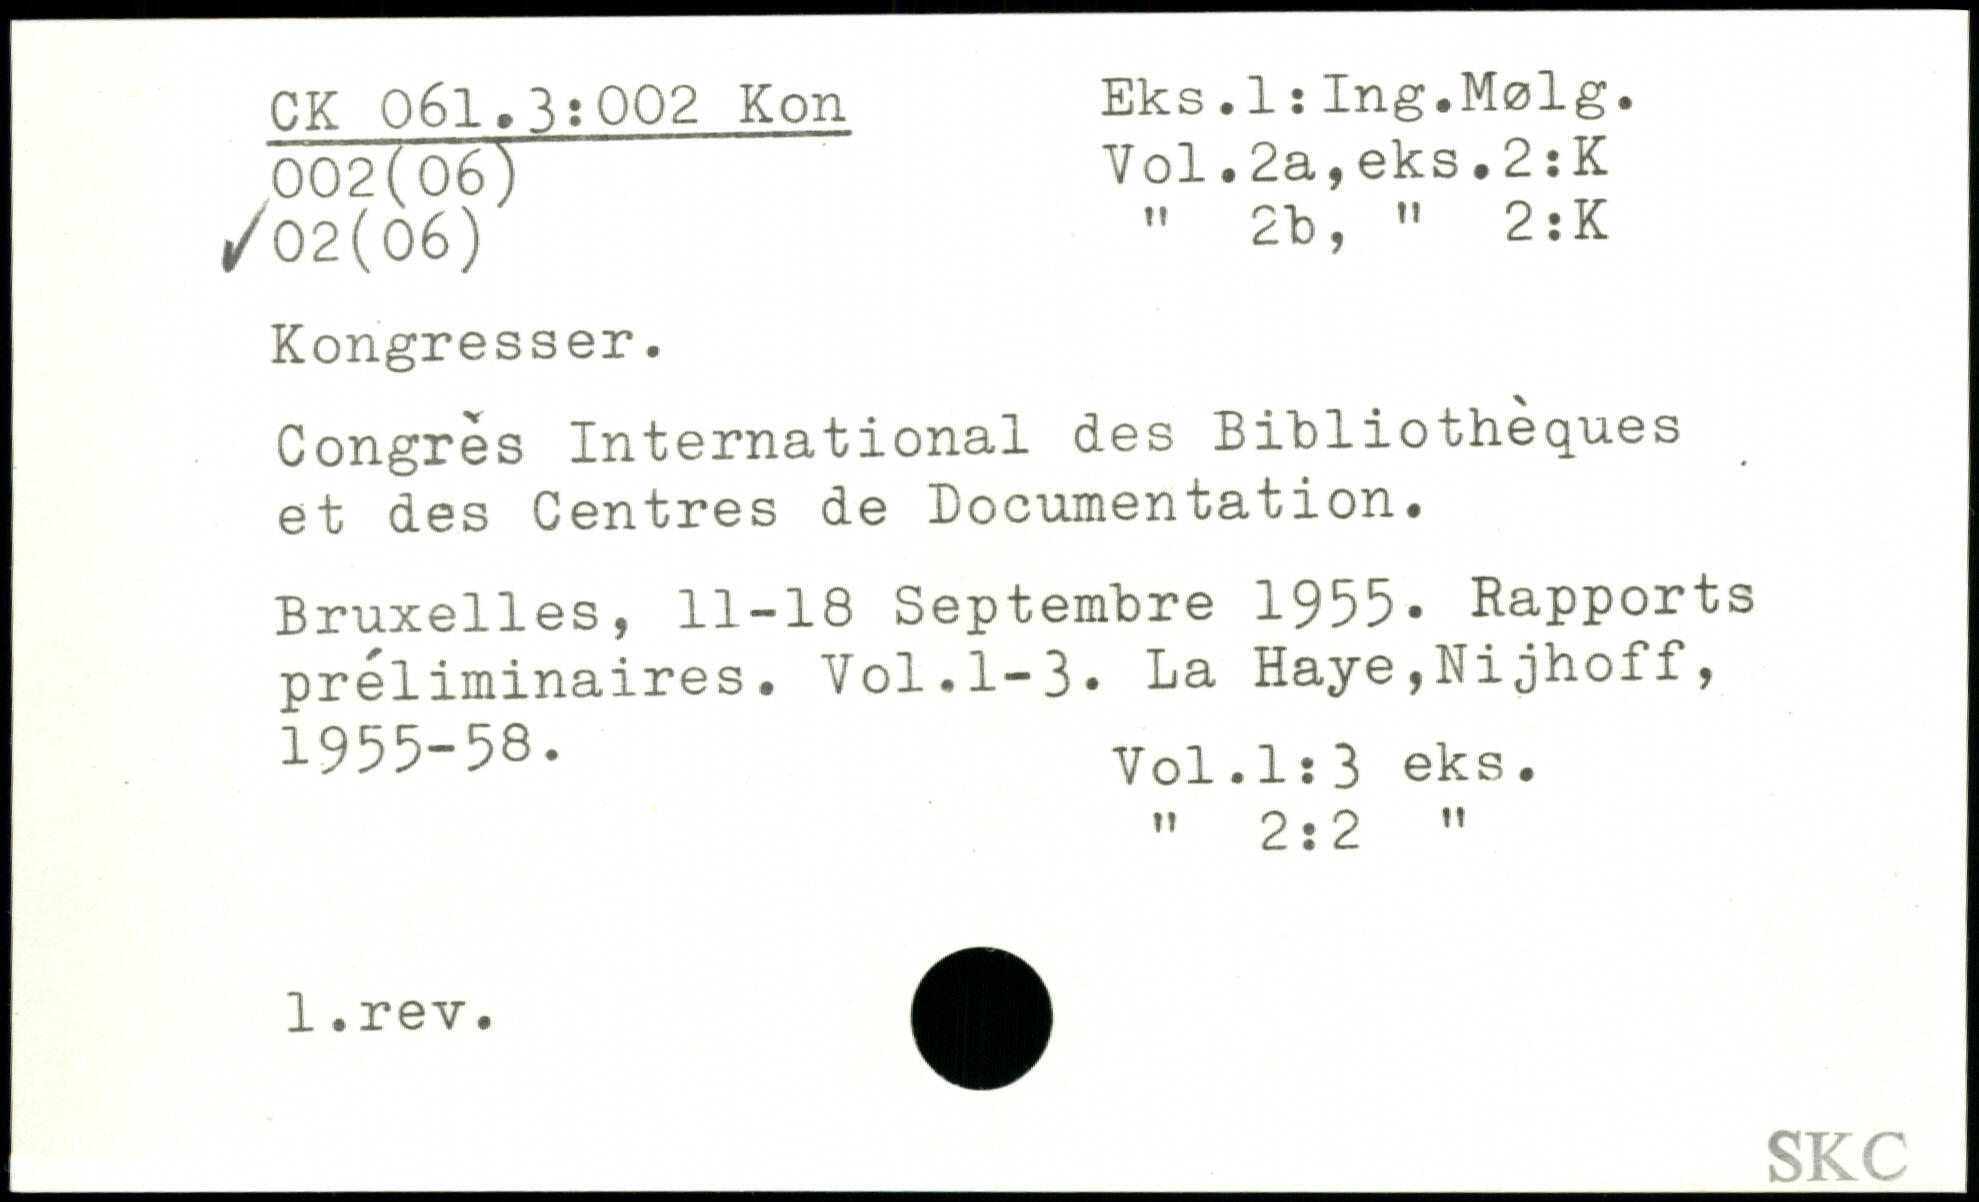 CK 061.3:002 Kon
002(06)
✓02(06)
Eks.1:Ing.Mølg.
Vol.2a,eks.2:K
" 2b, " 2:K
Kongresser.
Congrès International des Bibliothèques
et des Centres de Documentation.
Bruxelles, 11-18 Septembre 1955. Rapports
préliminaires. Vol.1-3. La Haye,Nijhoff,
1955-58.
Vol.1:3 eks.
" 2:2 "
1.rev.
SKC